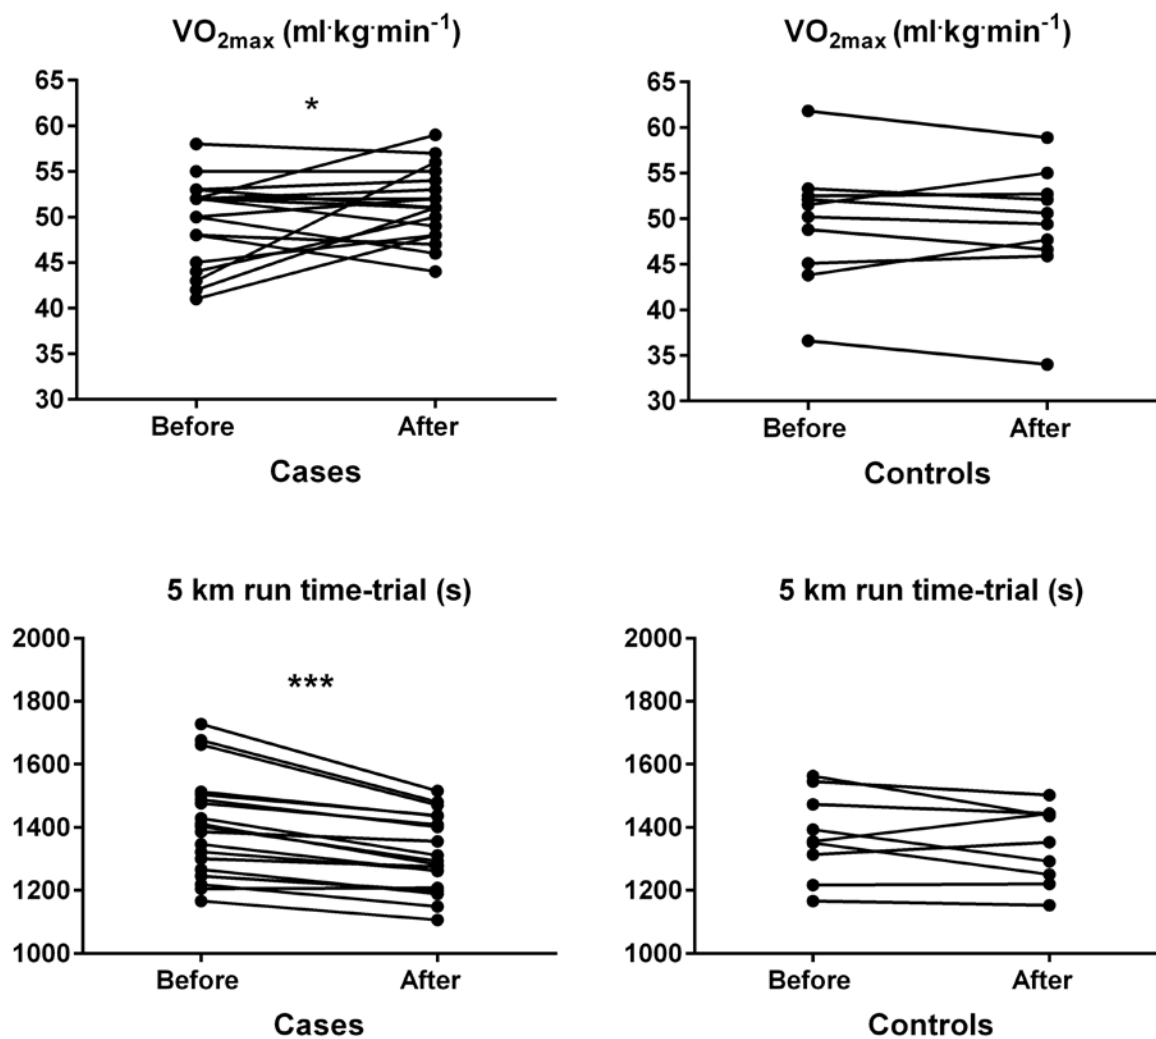 VO2max (ml·kg·min-1)
65
60
55
50
45
40
35
30
*
Before
After
Cases
VO2max (ml·kg·min-1)
65
60
55
50
45
40
35
30
Before
After
Controls
5 km run time-trial (s)
2000
1800
1600
1400
1200
1000
***
Before
After
Cases
5 km run time-trial (s)
2000
1800
1600
1400
1200
1000
Before
After
Controls